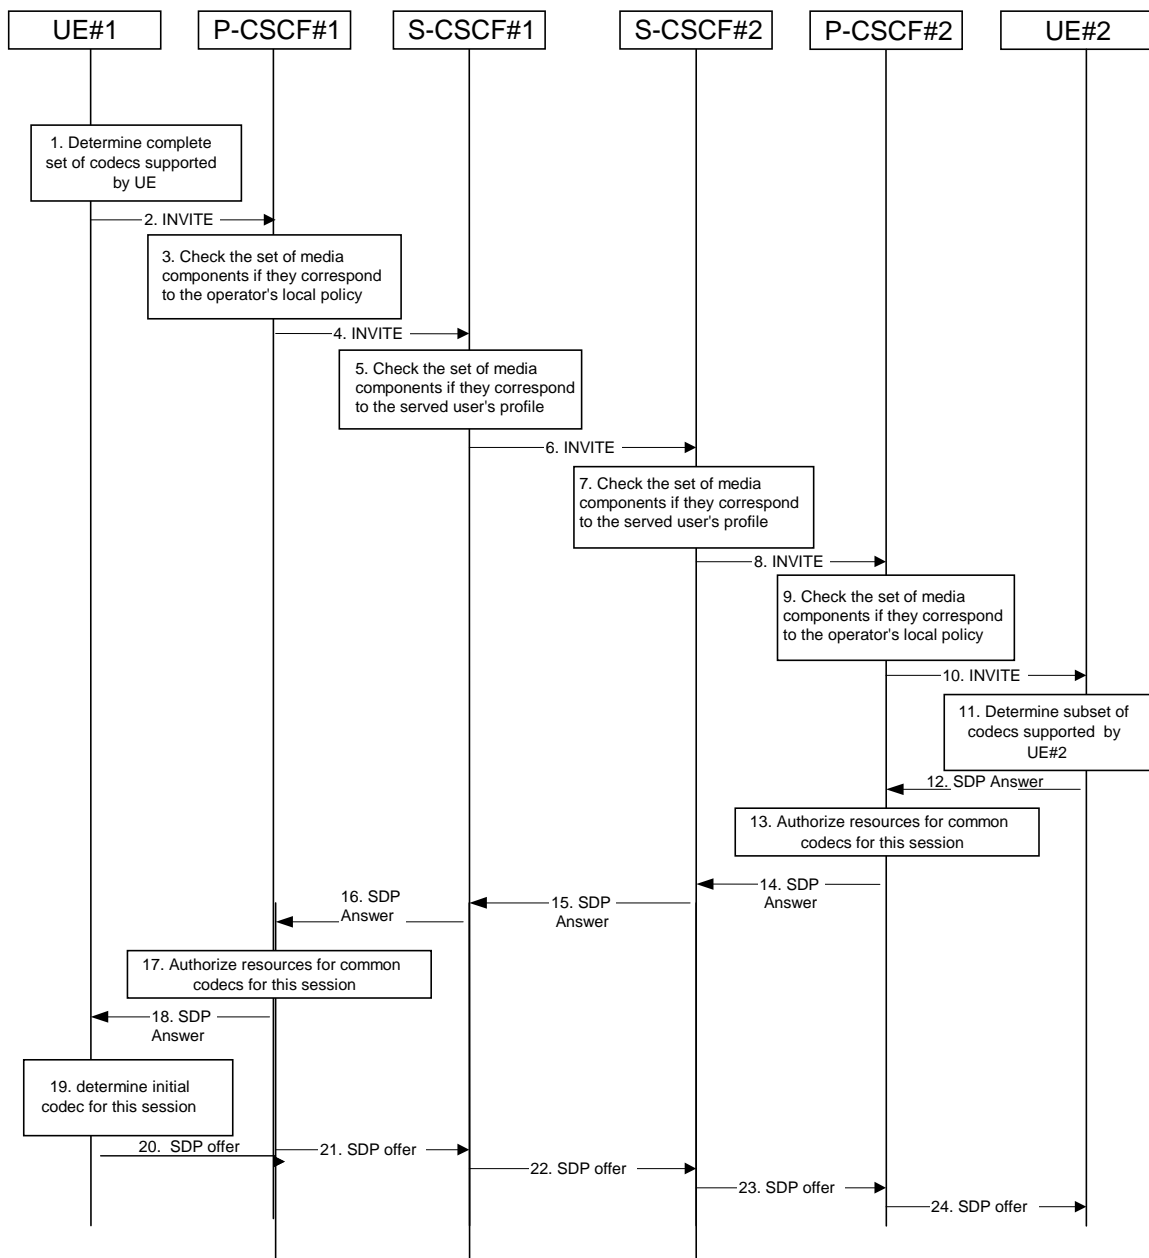 UE#1
P-CSCF#1
S-CSCF#1
S-CSCF#2
P-CSCF#2
UE#2
1. Determine complete
set of codecs supported
by UE
2. INVITE
3. Check the set of media
components if they correspond
to the operator's local policy
4. INVITE
5. Check the set of media
components if they correspond
to the served user's profile
6. INVITE
7. Check the set of media
components if they correspond
to the served user's profile
8. INVITE
9. Check the set of media
components if they correspond
to the operator's local policy
10. INVITE
11. Determine subset of
codecs supported by
UE#2
12. SDP Answer
13. Authorize resources for common
codecs for this session
14. SDP
Answer
15. SDP
Answer
16. SDP
Answer
17. Authorize resources for common
codecs for this session
18. SDP
Answer
19. determine initial
codec for this session
20. SDP offer
21. SDP offer
22. SDP offer
23. SDP offer
24. SDP offer